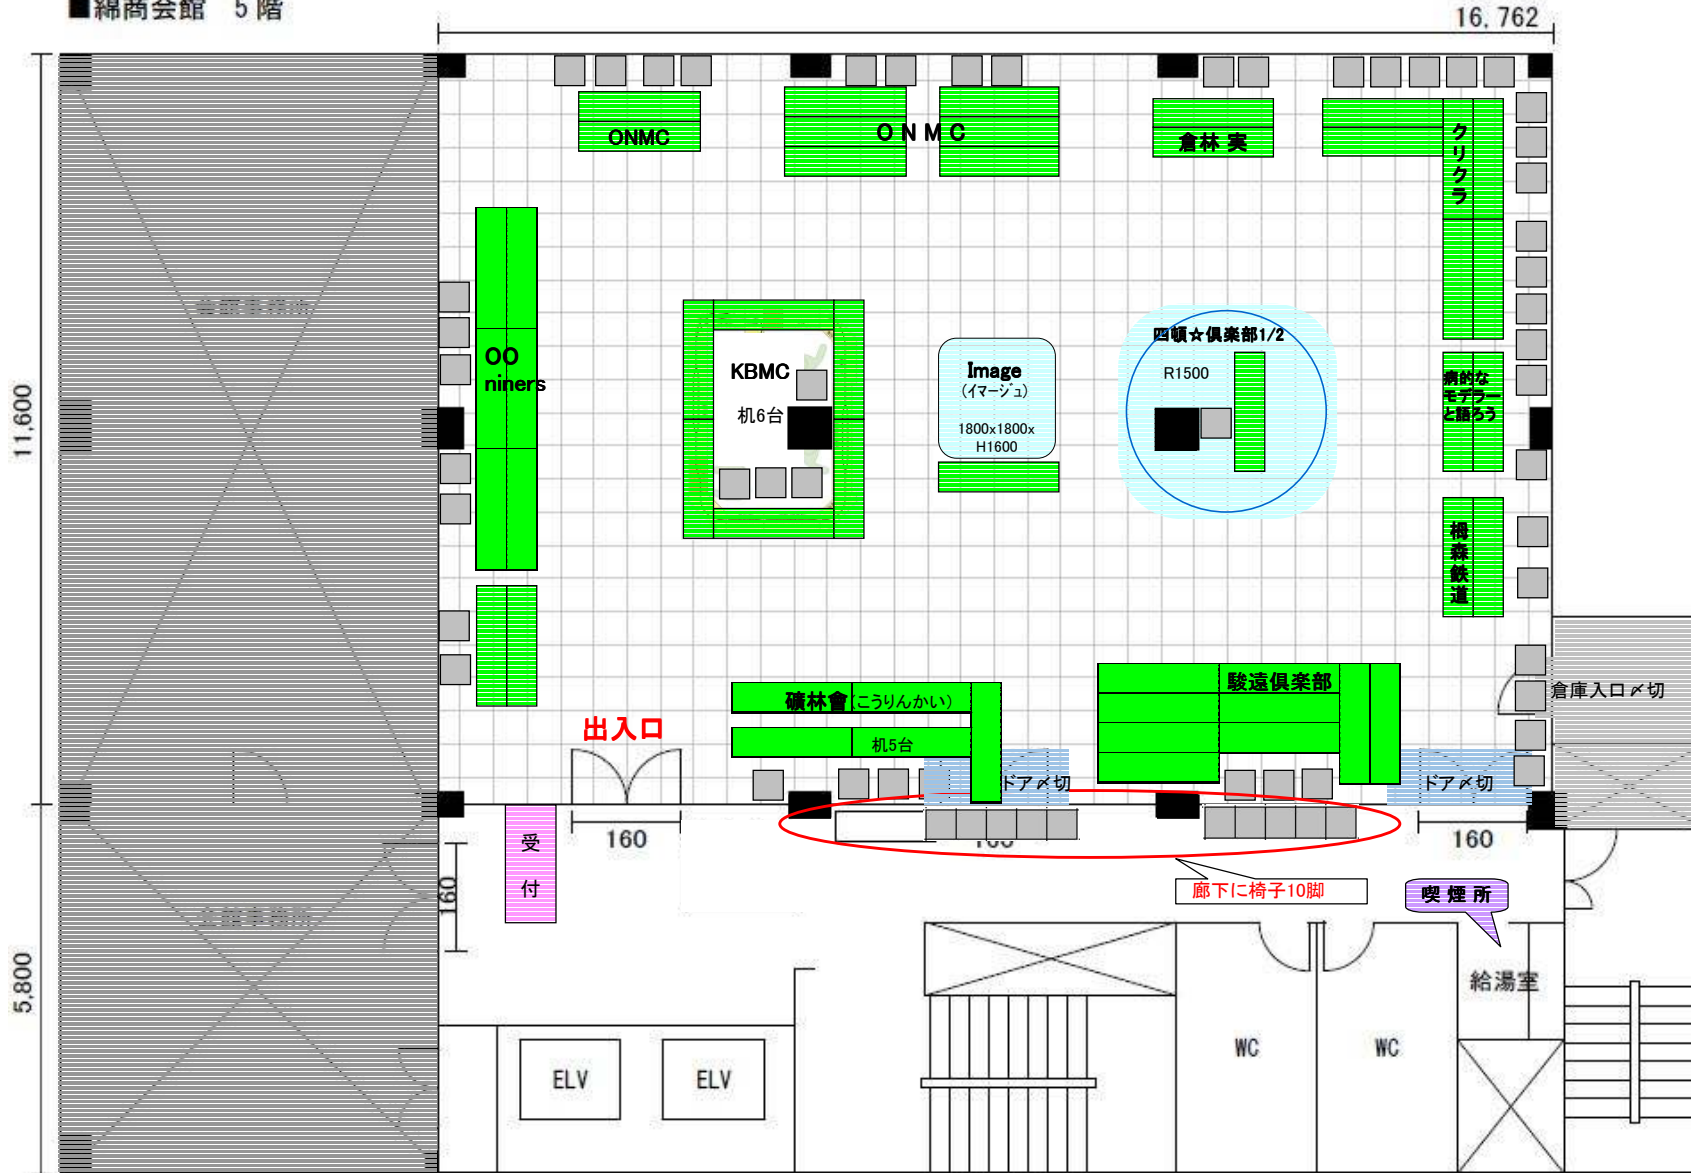 ■綿商会館 5階
16,762
ONMC
ONMC
倉林 実
クリクラ
11,600
OO
niners
KBMC
机6台
Image
(イマージュ)
1800x1800x
H1600
四頓☆倶楽部1/2
R1500
病的な
モデラー
と語ろう
栂森鉄道
礦林會(こうりんかい)
机5台
駿遠倶楽部
倉庫入口〆切
出入口
ドア〆切
ドア〆切
受付
160
160
160
160
廊下に椅子10脚
喫煙所
5,800
給湯室
ELV
ELV
WC
WC